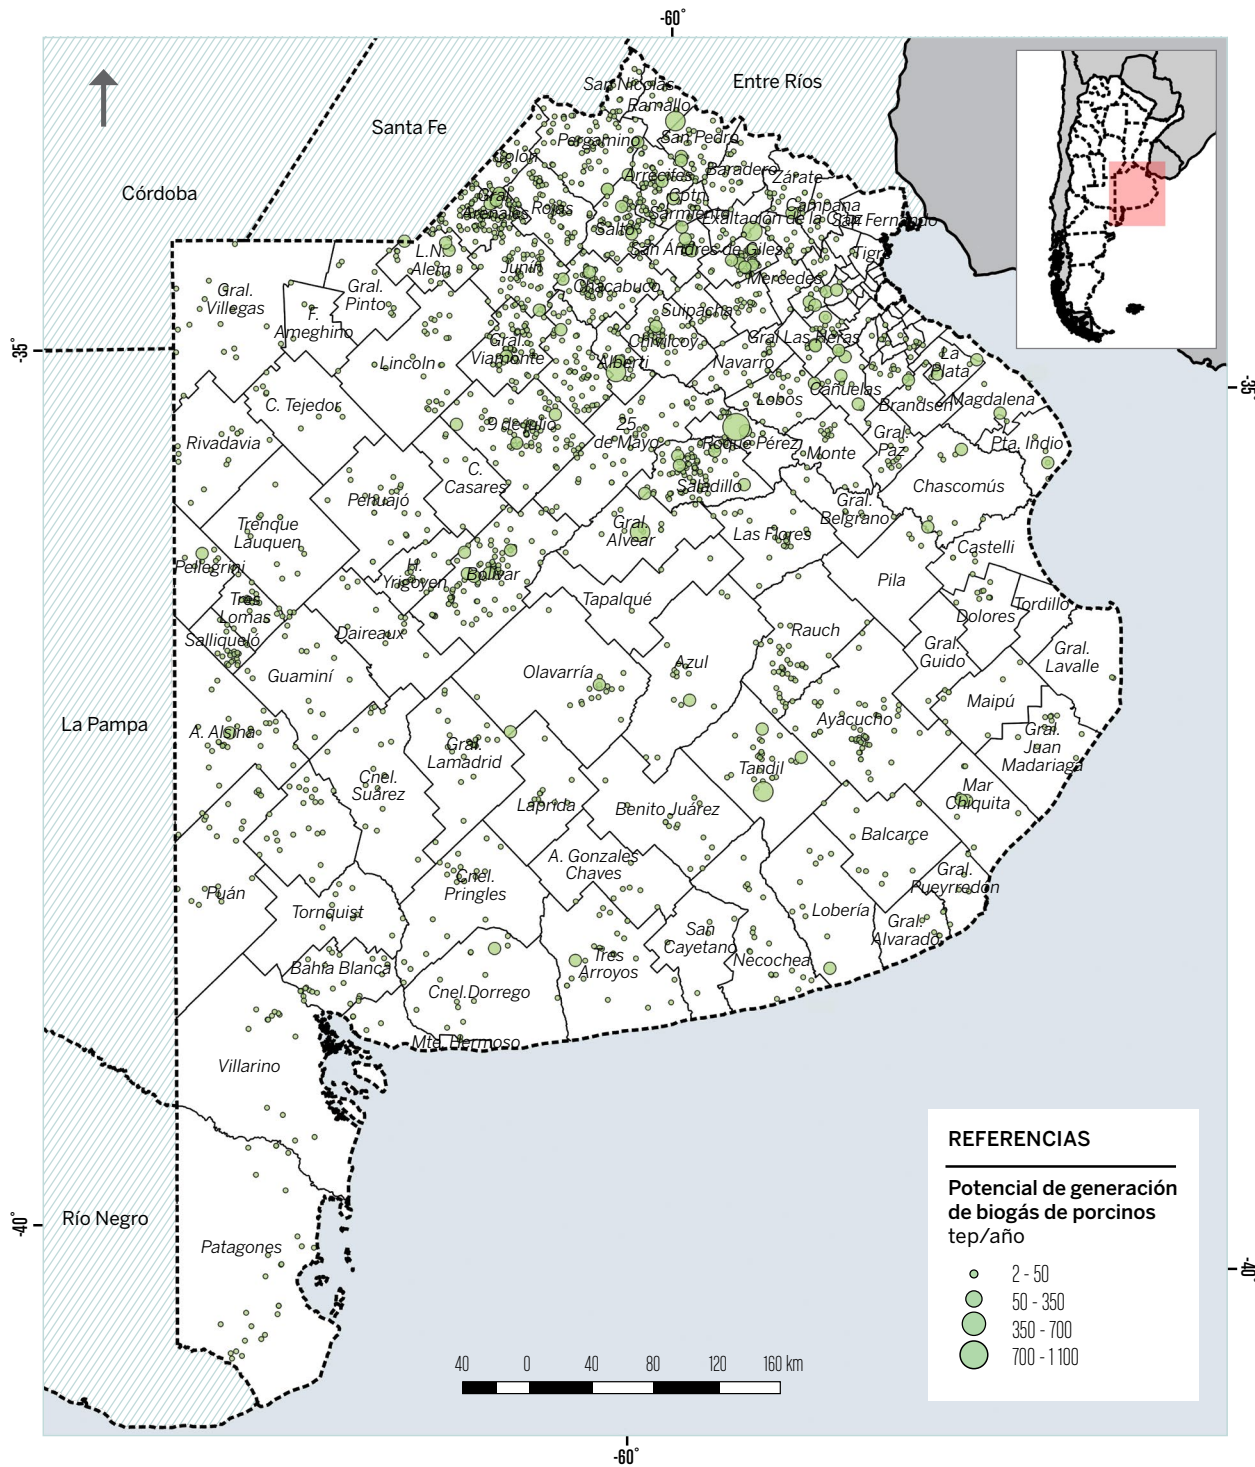 -60°
Entre Ríos
Santa Fe
Córdoba
San Nicolás
Ramallo
Pergamino
San Pedro
Colón
Arrecifes
Baradero
Zárate
Gral.
Arenales
Rojas
Cptn.
Sarmiento
Campana
Exaltación de la Cruz
San Fernando
Salto
San Andres de Giles
Tigre
L.N.
Alem
Junín
Chacabuco
Mercedes
Gral.
Villegas
F.
Ameghino
Gral.
Pinto
Suipacha
-35°
Lincoln
Gral.
Viamonte
Chivilcoy
Alberti
Gral Las Heras
Navarro
La
Plata
-35°
C. Tejedor
Cañuelas
Lobos
Brandsen
Magdalena
Rivadavia
9 de julio
25
de Mayo
Roque Pérez
Monte
Gral.
Paz
Pta. Indio
C.
Casares
Saladillo
Chascomús
Pehuajó
Trenque
Lauquen
Gral.
Alvear
Las Flores
Gral.
Belgrano
Castelli
Pellegrini
H.
Yrigoyen
Bolívar
Pila
Tres
Lomas
Tapalqué
Dolores
Tordillo
Salliqueló
Daireaux
Rauch
Gral.
Guido
Gral.
Lavalle
Guaminí
Olavarría
Azul
Maipú
La Pampa
A. Alsina
Ayacucho
Gral.
Juan
Madariaga
Gral.
Lamadrid
Tandil
Cnel.
Suárez
Laprida
Benito Juárez
Mar
Chiquita
Balcarce
A. Gonzales
Chaves
Gral.
Pueyrredón
Puán
Cnel.
Pringles
Tornquist
Lobería
Gral.
Alvarado
San
Cayetano
Necochea
Bahía Blanca
Tres
Arroyos
Cnel.Dorrego
Mte. Hermoso
Villarino
-40°
Río Negro
Patagones
-40°
REFERENCIAS
Potencial de generación
de biogás de porcinos
tep/año
2 - 50
50 - 350
350 - 700
700 - 1 100
40 0 40 80 120 160 km
-60°